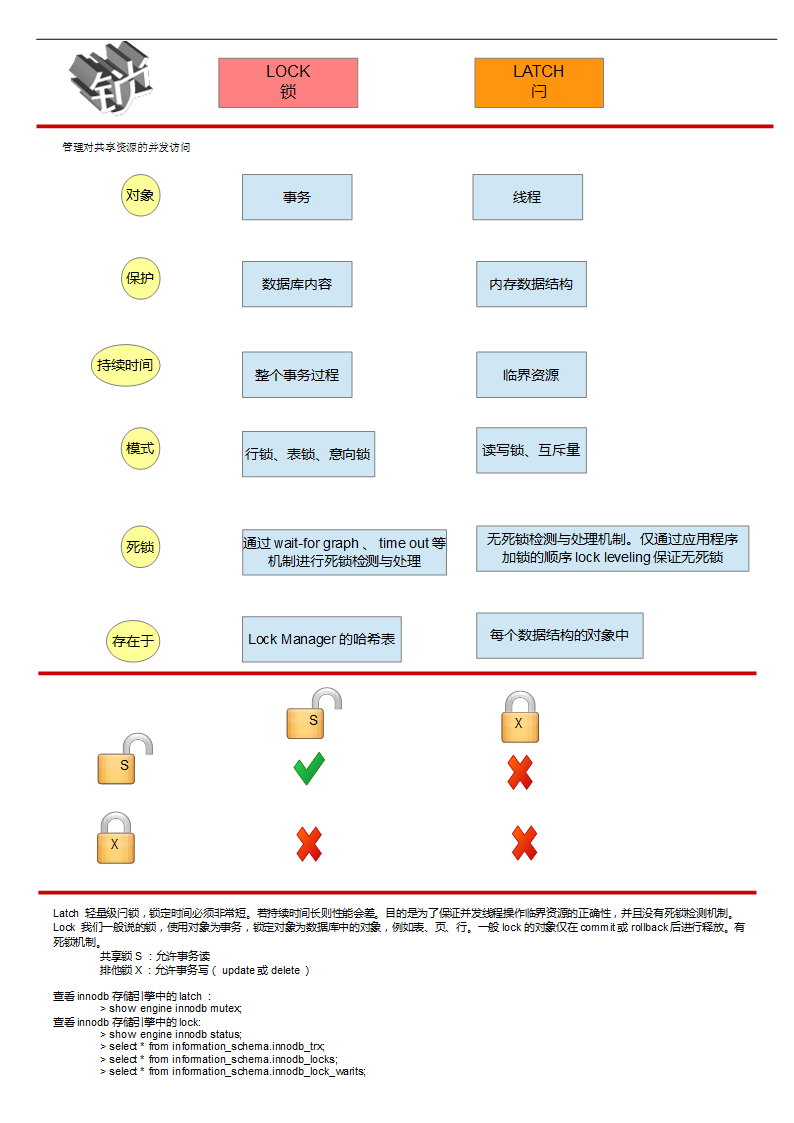 锁
LOCK
锁
LATCH
闩
管理对共享资源的并发访问
对象
事务
线程
保护
数据库内容
内存数据结构
持续时间
整个事务过程
临界资源
模式
行锁、表锁、意向锁
读写锁、互斥量
死锁
通过 wait-for graph 、 time out 等
机制进行死锁检测与处理
无死锁检测与处理机制。仅通过应用程序
加锁的顺序 lock leveling 保证无死锁
存在于
Lock Manager 的哈希表
每个数据结构的对象中
S
X
S
X
Latch 轻量级闩锁，锁定时间必须非常短。若持续时间长则性能会差。目的是为了保证并发线程操作临界资源的正确性，并且没有死锁检测机制。
Lock 我们一般说的锁，使用对象为事务，锁定对象为数据库中的对象，例如表、页、行。一般 lock 的对象仅在 commit 或 rollback 后进行释放。有
死锁机制。
共享锁 S ：允许事务读
排他锁 X ：允许事务写（ update 或 delete ）
查看 innodb 存储引擎中的 latch ：
> show engine innodb mutex;
查看 innodb 存储引擎中的 lock:
> show engine innodb status;
> select * from information_schema.innodb_trx;
> select * from information_schema.innodb_locks;
> select * from information_schema.innodb_lock_warits;